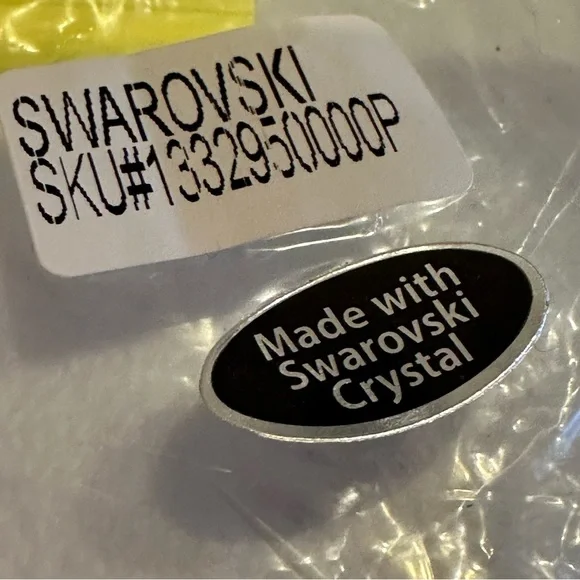 SWAROVSKI
SKU#1332950000P
Made with
Swarovski
Crystal